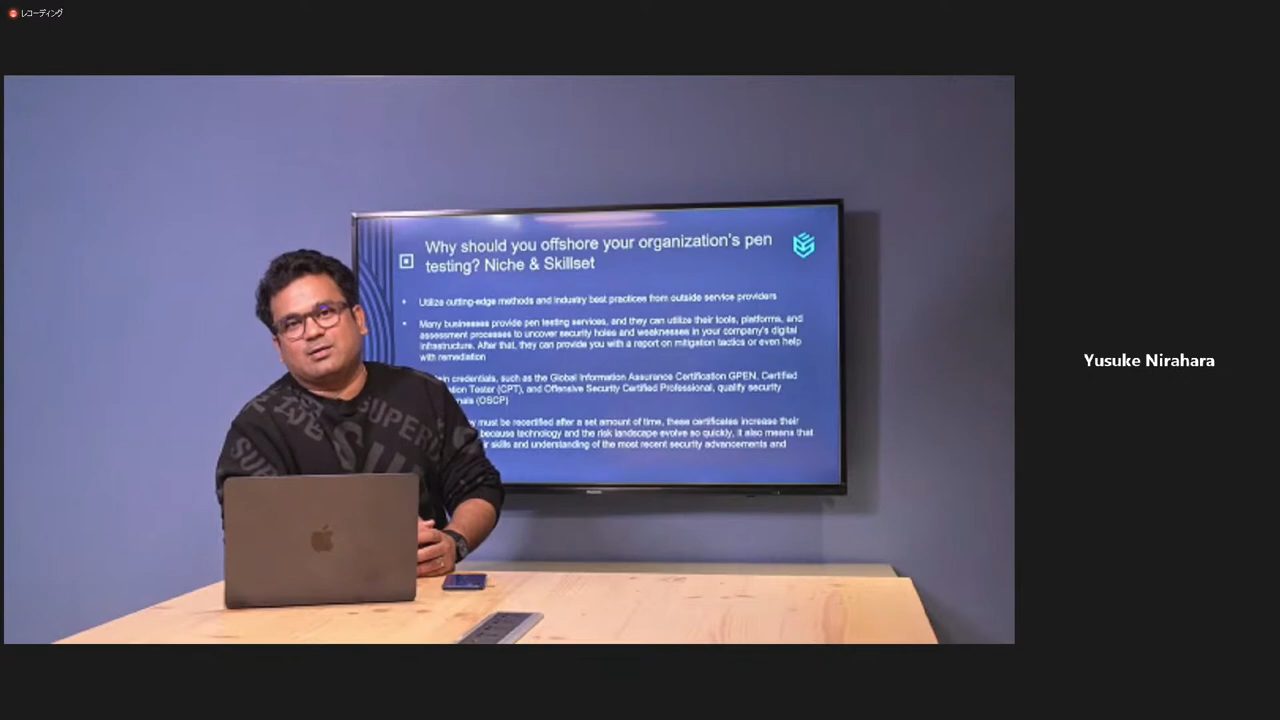 レコーディング
Why should you offshore your organization's pen
testing? Niche & Skillset
Utilize cutting-edge methods and industry best practices from outside service providers
Many businesses provide pen testing services, and they can utilize their tools, platforms, and
assessment processes to uncover security holes and weaknesses in your company's digital
infrastructure. After that, they can provide you with a report on mitigation tactics or even help
with remediation
credentials, such as the Global Information Assurance Certification GPEN, Certified
Tester (CPT), and Offensive Security Certified Professional, qualify security
(OSCP)
must be recertified after a set amount of time, these certificates increase their
because technology and the risk landscape evolve so quickly, it also means that
skills and understanding of the most recent security advancements and
SUPER
Yusuke Nirahara